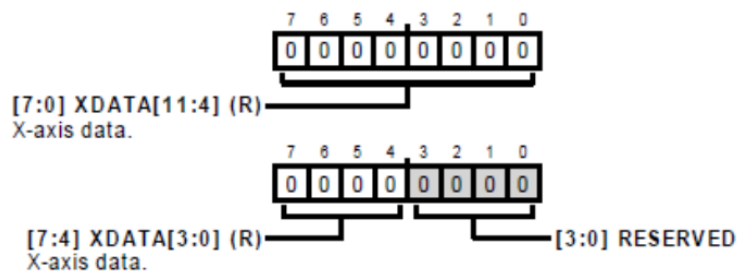 7 6 5 4 3 2 1 0
0 0 0 0 0 0 0 0
[7:0] XDATA[11:4] (R)
X-axis data.
7 6 5 4 3 2 1 0
0 0 0 0 0 0 0 0
[7:4] XDATA[3:0] (R) [3:0] RESERVED
X-axis data.